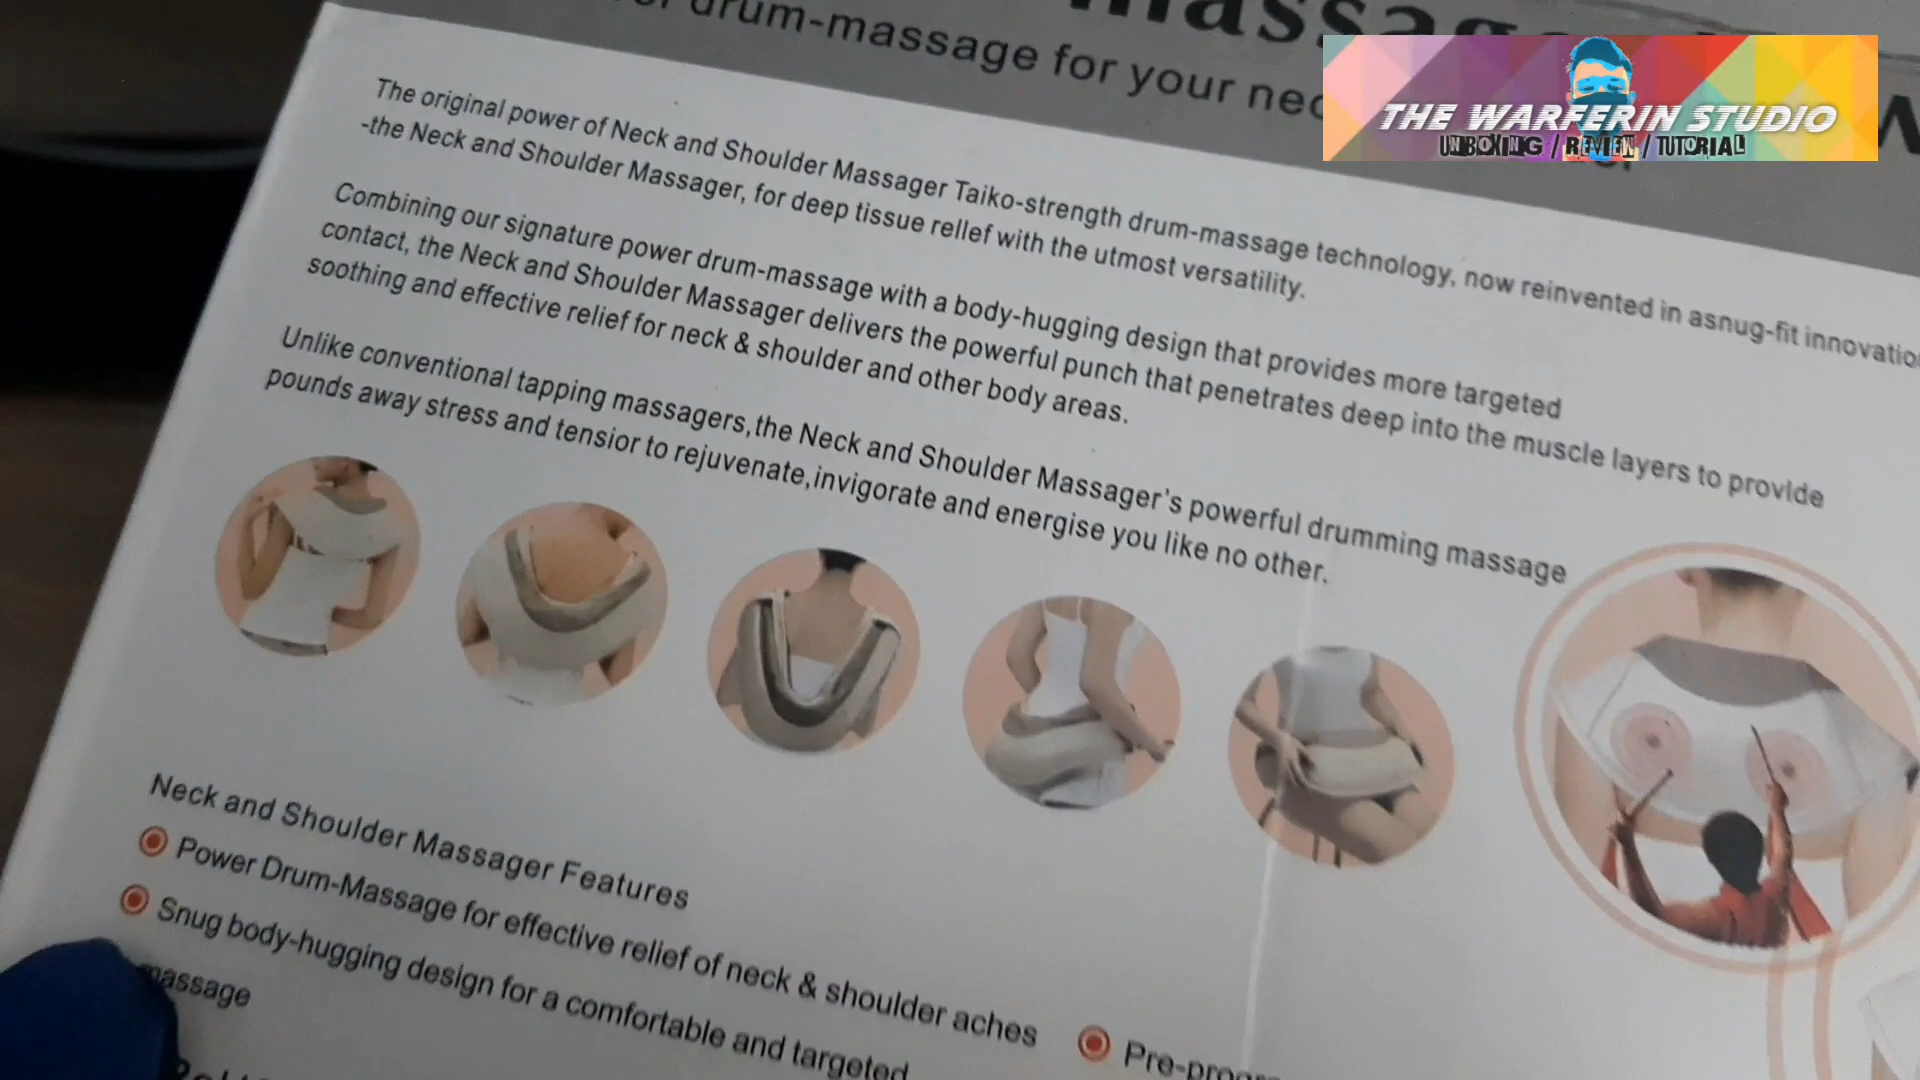 massage
drum-massage for your
THE WARFERIN STUDIO
UNBOXING / REVIEW / TUTORIAL
The original power of Neck and Shoulder Massager Taiko-strength drum-massage technology, now reinvented in asnug-fit
-the Neck and Shoulder Massager, for deep tissue rellef with the utmost versatility.
Combining our signature power drum-massage with a body-hugging design that provides more targeted
contact, the Neck and Shoulder Massager delivers the powerful punch that penetrates deep into the muscle layers to provlde
soothing and effective relief for neck & shoulder and other body areas.
Unlike conventional tapping massagers,the Neck and Shoulder Massager's powerful drumming massage
pounds away stress and tensior to rejuvenate,invigorate and energise you like no other.
Neck and Shoulder Massager Features
Power Drum-Massage for effective relief of neck & shoulder aches
Snug body-hugging design for a comfortable and targeted
massage